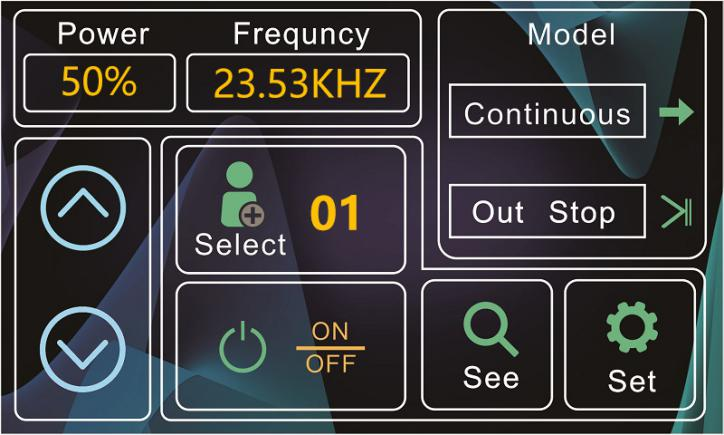 Power
50%
Frequncy
23.53KHZ
Model
Continuous
Out Stop
Select
01
ON
OFF
See
Set